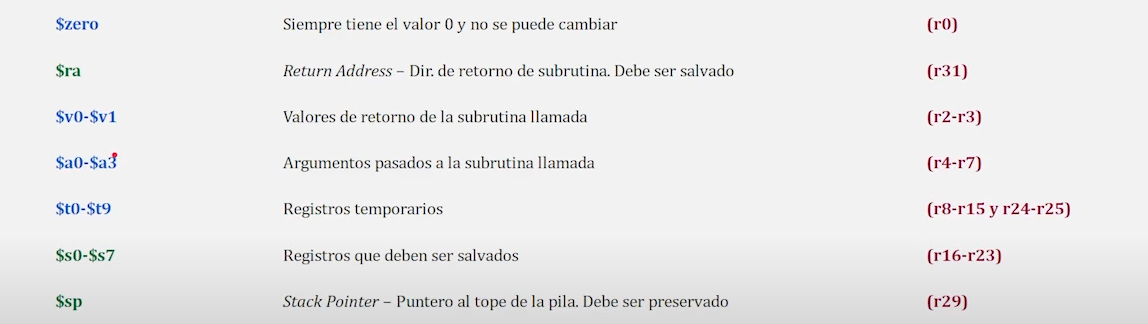 $zero Siempre tiene el valor 0 y no se puede cambiar (r0)
$ra Return Address – Dir. de retorno de subrutina. Debe ser salvado (r31)
$v0-$v1 Valores de retorno de la subrutina llamada (r2-r3)
$a0-$a3 Argumentos pasados a la subrutina llamada (r4-r7)
$t0-$t9 Registros temporarios (r8-r15 y r24-r25)
$s0-$s7 Registros que deben ser salvados (r16-r23)
$sp Stack Pointer – Puntero al tope de la pila. Debe ser preservado (r29)